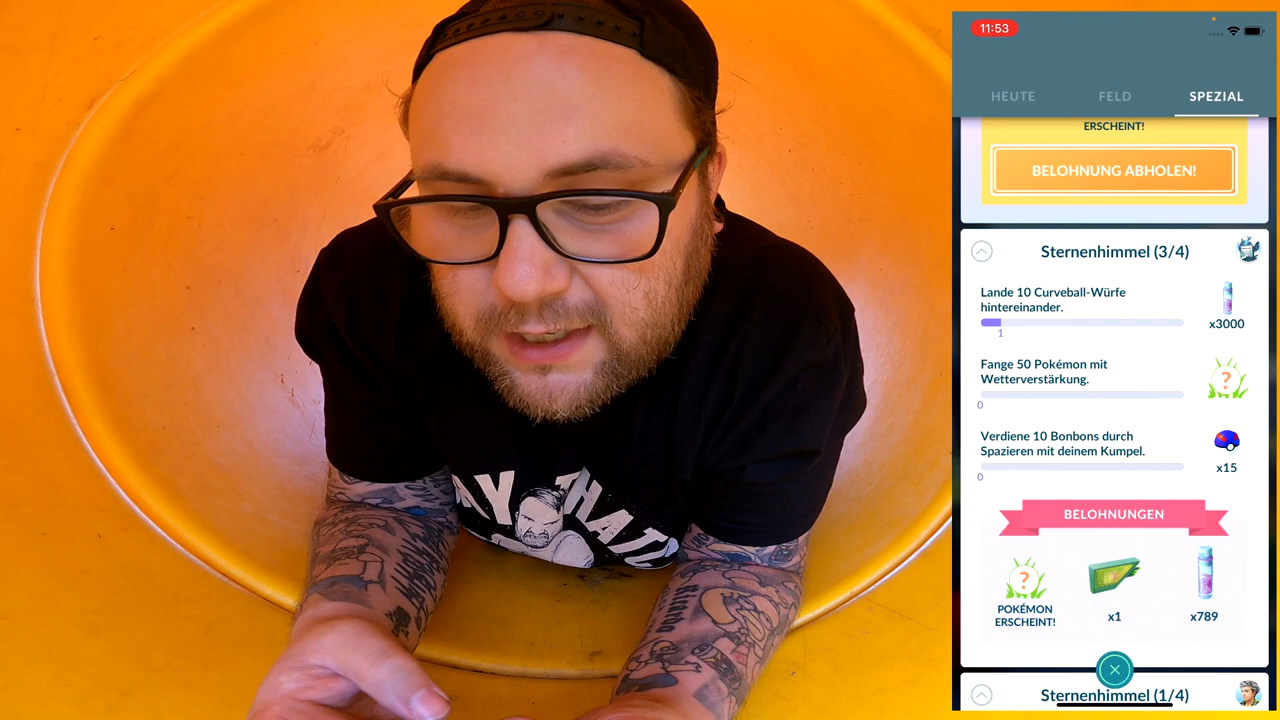 11:53
HEUTE
FELD
SPEZIAL
ERSCHEINT!
BELOHNUNG ABHOLEN!
Sternenhimmel (3/4)
Lande 10 Curveball-Würfe
hintereinander.
1
x3000
Fange 50 Pokémon mit
Wetterverstärkung.
0
Verdiene 10 Bonbons durch
Spazieren mit deinem Kumpel.
0
x15
BELOHNUNGEN
POKÉMON
ERSCHEINT!
x1
x789
Sternenhimmel (1/4)